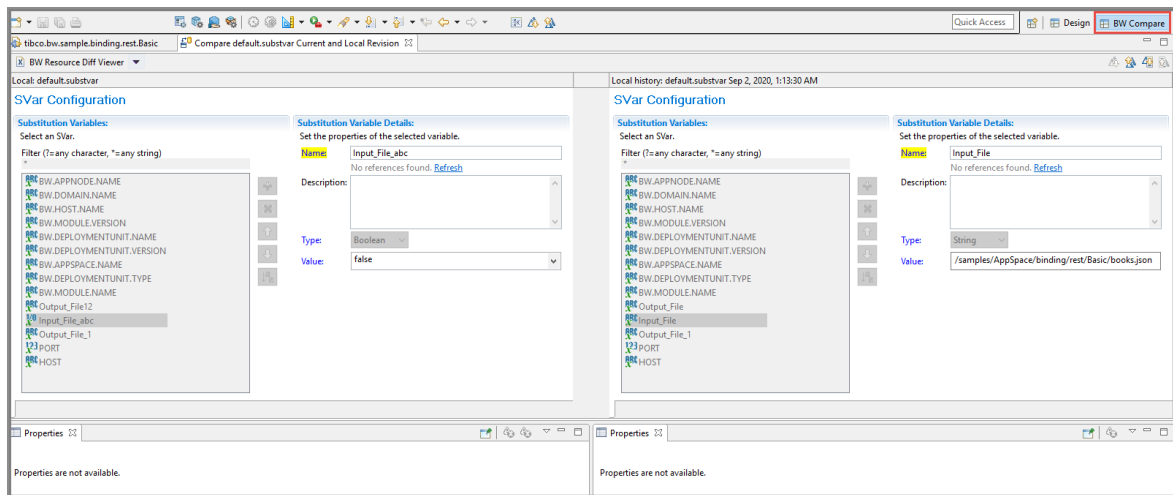 Quick Access
Design
BW Compare
tibco.bw.sample.binding.rest.Basic
Compare default.substvar Current and Local Revision
BW Resource Diff Viewer
Local: default.substvar
Local history: default.substvar Sep 2, 2020, 1:13:30 AM
SVar Configuration
Substitution Variables:
Select an SVar.
Filter (?=any character, *=any string)
*
BW.APPNODE.NAME
BW.DOMAIN.NAME
BW.HOST.NAME
BW.MODULE.VERSION
BW.DEPLOYMENTUNIT.NAME
BW.DEPLOYMENTUNIT.VERSION
BW.APPSPACE.NAME
BW.DEPLOYMENTUNIT.TYPE
BW.MODULE.NAME
Output_File12
Input_File_abc
Output_File_1
PORT
HOST
Substitution Variable Details:
Set the properties of the selected variable.
Name: Input_File_abc
No references found. Refresh
Description:
Type: Boolean
Value: false
SVar Configuration
Substitution Variables:
Select an SVar.
Filter (?=any character, *=any string)
*
BW.APPNODE.NAME
BW.DOMAIN.NAME
BW.HOST.NAME
BW.MODULE.VERSION
BW.DEPLOYMENTUNIT.NAME
BW.DEPLOYMENTUNIT.VERSION
BW.APPSPACE.NAME
BW.DEPLOYMENTUNIT.TYPE
BW.MODULE.NAME
Output_File
Input_File
Output_File_1
PORT
HOST
Substitution Variable Details:
Set the properties of the selected variable.
Name: Input_File
No references found. Refresh
Description:
Type: String
Value: /samples/AppSpace/binding/rest/Basic/books.json
Properties
Properties are not available.
Properties
Properties are not available.